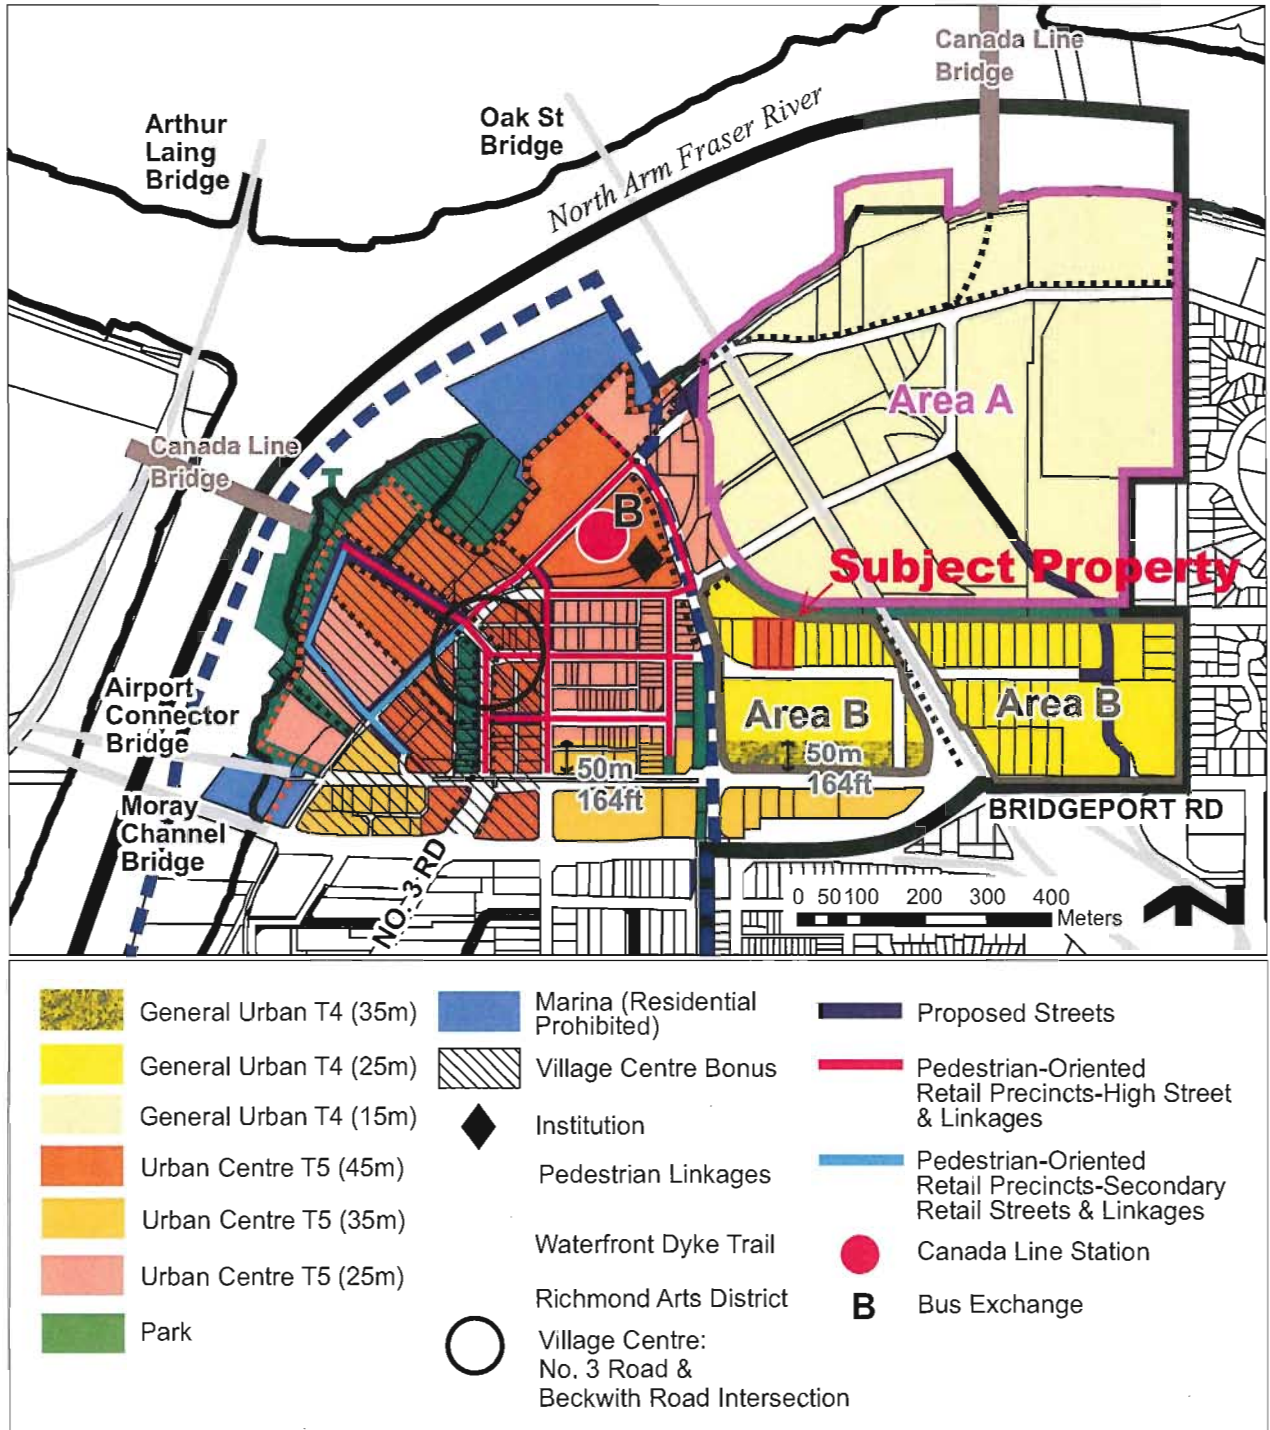 Canada Line
Bridge
Arthur
Laing
Bridge
Oak St
Bridge
North Arm Fraser River
Area A
Canada Line
Bridge
B
Subject Property
Airport
Connector
Bridge
Area B
Area B
50m
164ft
50m
164ft
Moray
Channel
Bridge
BRIDGEPORT RD
NO. 3 RD
0 50 100 200 300 400
Meters
N
General Urban T4 (35m)
General Urban T4 (25m)
General Urban T4 (15m)
Urban Centre T5 (45m)
Urban Centre T5 (35m)
Urban Centre T5 (25m)
Park
Marina (Residential
Prohibited)
Village Centre Bonus
Institution
Pedestrian Linkages
Waterfront Dyke Trail
Richmond Arts District
Village Centre:
No. 3 Road &
Beckwith Road Intersection
Proposed Streets
Pedestrian-Oriented
Retail Precincts-High Street
& Linkages
Pedestrian-Oriented
Retail Precincts-Secondary
Retail Streets & Linkages
Canada Line Station
B Bus Exchange